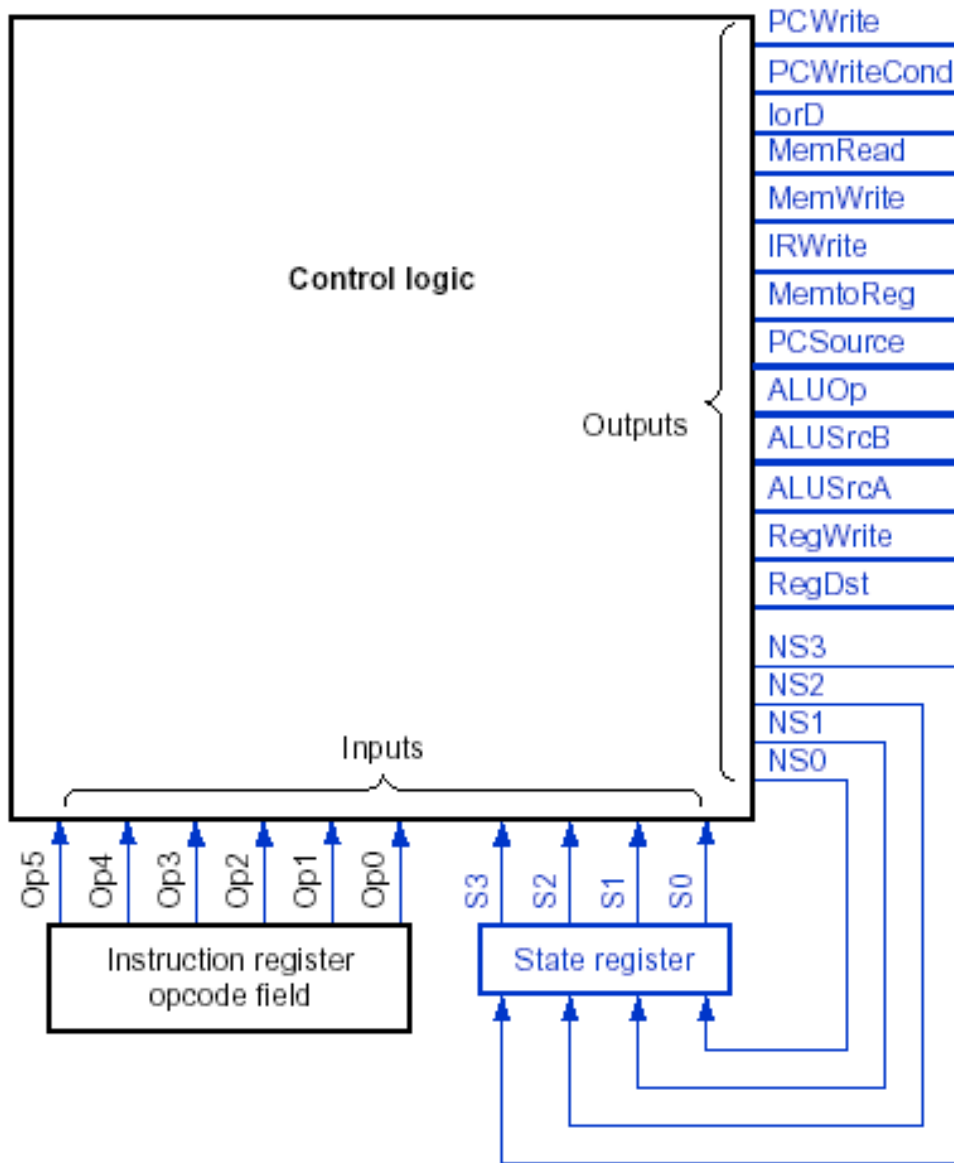 PCWrite
PCWriteCond
IorD
MemRead
MemWrite
IRWrite
MemtoReg
PCSource
ALUOp
ALUSrcB
ALUSrcA
RegWrite
RegDst
NS3
NS2
NS1
NS0
Control logic
Outputs
Inputs
Op5
Op4
Op3
Op2
Op1
Op0
S3
S2
S1
S0
Instruction register
opcode field
State register